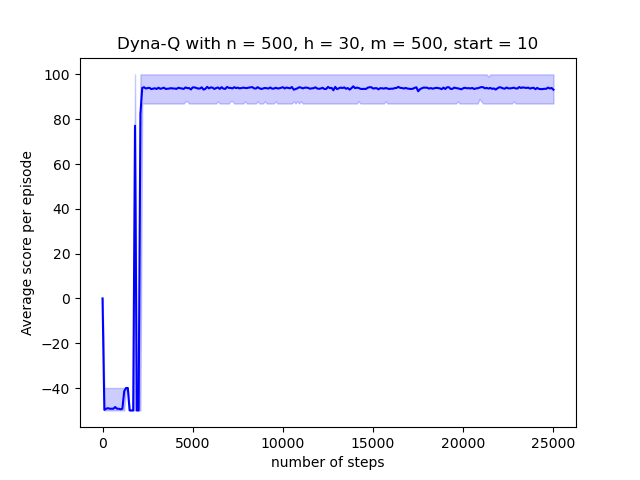 Dyna-Q with n = 500, h = 30, m = 500, start = 10
Average score per episode
100
80
60
40
20
0
−20
−40
0 5000 10000 15000 20000 25000
number of steps